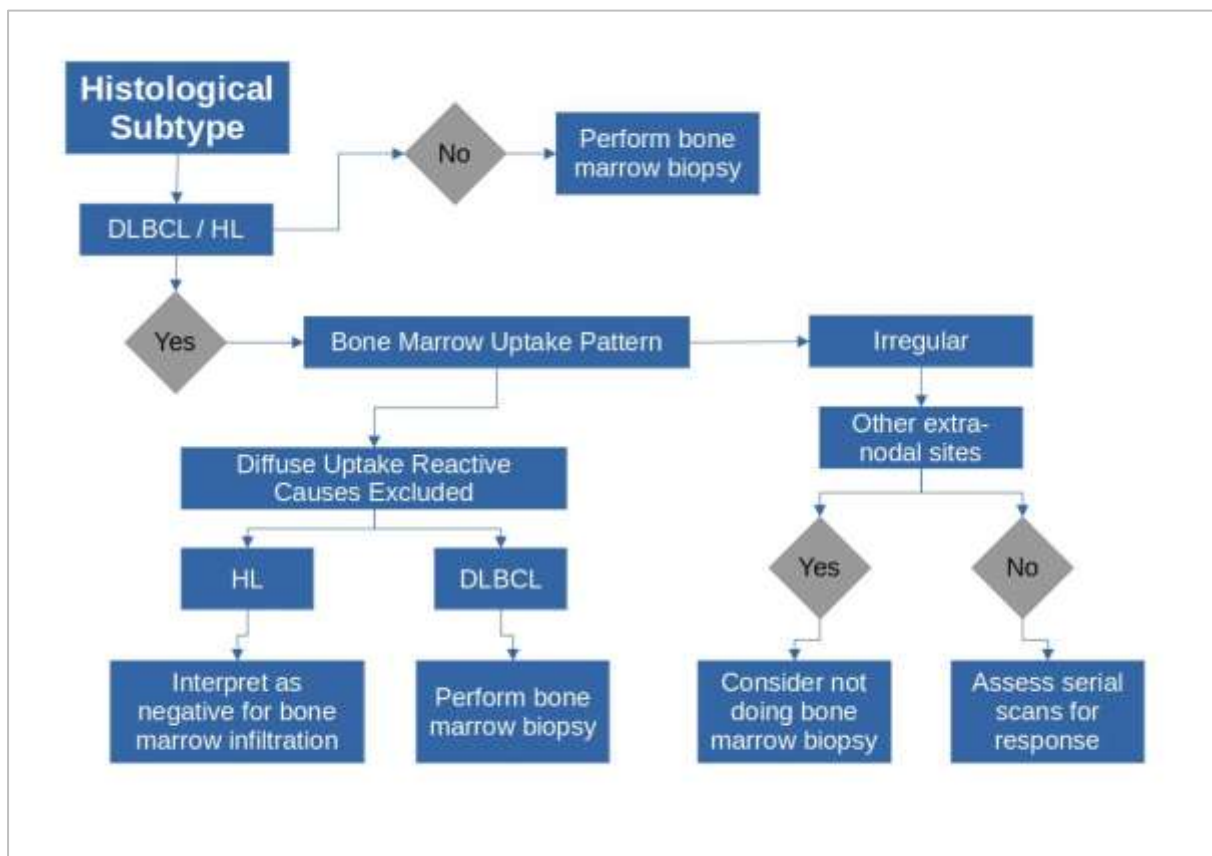 Histological
Subtype
No
Perform bone
marrow biopsy
DLBCL / HL
Yes
Bone Marrow Uptake Pattern
Irregular
Other extra-
nodal sites
Diffuse Uptake Reactive
Causes Excluded
HL
DLBCL
Yes
No
Interpret as
negative for bone
marrow infiltration
Perform bone
marrow biopsy
Consider not
doing bone
marrow biopsy
Assess serial
scans for
response